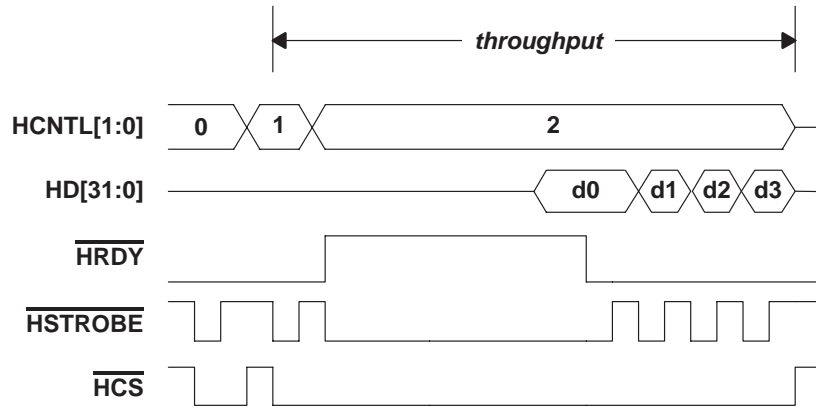 throughput
HCNTL[1:0] 0 1 2
HD[31:0] d0 d1 d2 d3
HRDY
HSTROBE
HCS